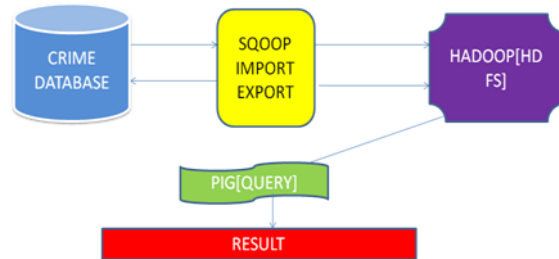 CRIME
DATABASE
SQOOP
IMPORT
EXPORT
HADOOP[HD
FS]
PIG[QUERY]
RESULT